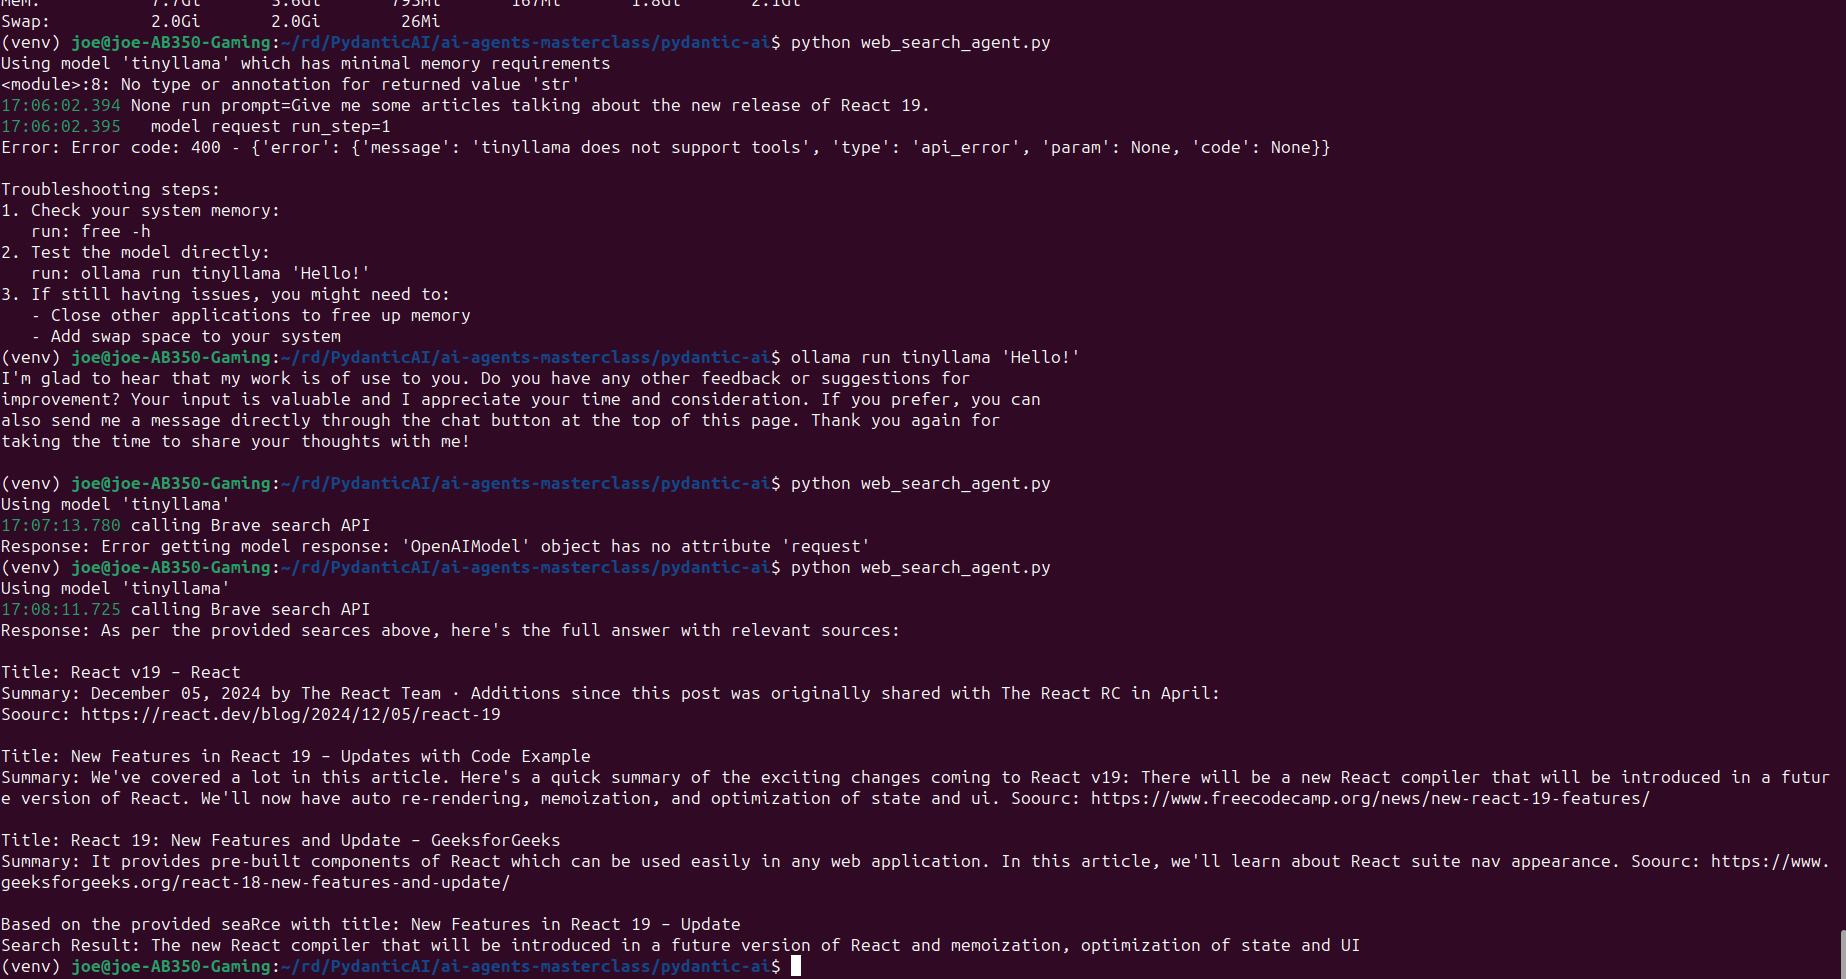 Mem:           7.7Gi       5.6Gi       793Mi       167Mi       1.8Gi       2.1Gi
Swap:          2.0Gi       2.0Gi        26Mi
(venv) joe@joe-AB350-Gaming:~/rd/PydanticAI/ai-agents-masterclass/pydantic-ai$ python web_search_agent.py
Using model 'tinyllama' which has minimal memory requirements
<module>:8: No type or annotation for returned value 'str'
17:06:02.394 None run prompt=Give me some articles talking about the new release of React 19.
17:06:02.395   model request run_step=1
Error: Error code: 400 - {'error': {'message': 'tinyllama does not support tools', 'type': 'api_error', 'param': None, 'code': None}}
Troubleshooting steps:
1. Check your system memory:
   run: free -h
2. Test the model directly:
   run: ollama run tinyllama 'Hello!'
3. If still having issues, you might need to:
   - Close other applications to free up memory
   - Add swap space to your system
(venv) joe@joe-AB350-Gaming:~/rd/PydanticAI/ai-agents-masterclass/pydantic-ai$ ollama run tinyllama 'Hello!'
I'm glad to hear that my work is of use to you. Do you have any other feedback or suggestions for
improvement? Your input is valuable and I appreciate your time and consideration. If you prefer, you can
also send me a message directly through the chat button at the top of this page. Thank you again for
taking the time to share your thoughts with me!
(venv) joe@joe-AB350-Gaming:~/rd/PydanticAI/ai-agents-masterclass/pydantic-ai$ python web_search_agent.py
Using model 'tinyllama'
17:07:13.780 calling Brave search API
Response: Error getting model response: 'OpenAIModel' object has no attribute 'request'
(venv) joe@joe-AB350-Gaming:~/rd/PydanticAI/ai-agents-masterclass/pydantic-ai$ python web_search_agent.py
Using model 'tinyllama'
17:08:11.725 calling Brave search API
Response: As per the provided searces above, here's the full answer with relevant sources:
Title: React v19 – React
Summary: December 05, 2024 by The React Team · Additions since this post was originally shared with The React RC in April:
Soourc: https://react.dev/blog/2024/12/05/react-19
Title: New Features in React 19 – Updates with Code Example
Summary: We've covered a lot in this article. Here's a quick summary of the exciting changes coming to React v19: There will be a new React compiler that will be introduced in a futur
e version of React. We'll now have auto re-rendering, memoization, and optimization of state and ui. Soourc: https://www.freecodecamp.org/news/new-react-19-features/
Title: React 19: New Features and Update – GeeksforGeeks
Summary: It provides pre-built components of React which can be used easily in any web application. In this article, we'll learn about React suite nav appearance. Soourc: https://www.
geeksforgeeks.org/react-18-new-features-and-update/
Based on the provided seaRce with title: New Features in React 19 – Update
Search Result: The new React compiler that will be introduced in a future version of React and memoization, optimization of state and UI
(venv) joe@joe-AB350-Gaming:~/rd/PydanticAI/ai-agents-masterclass/pydantic-ai$